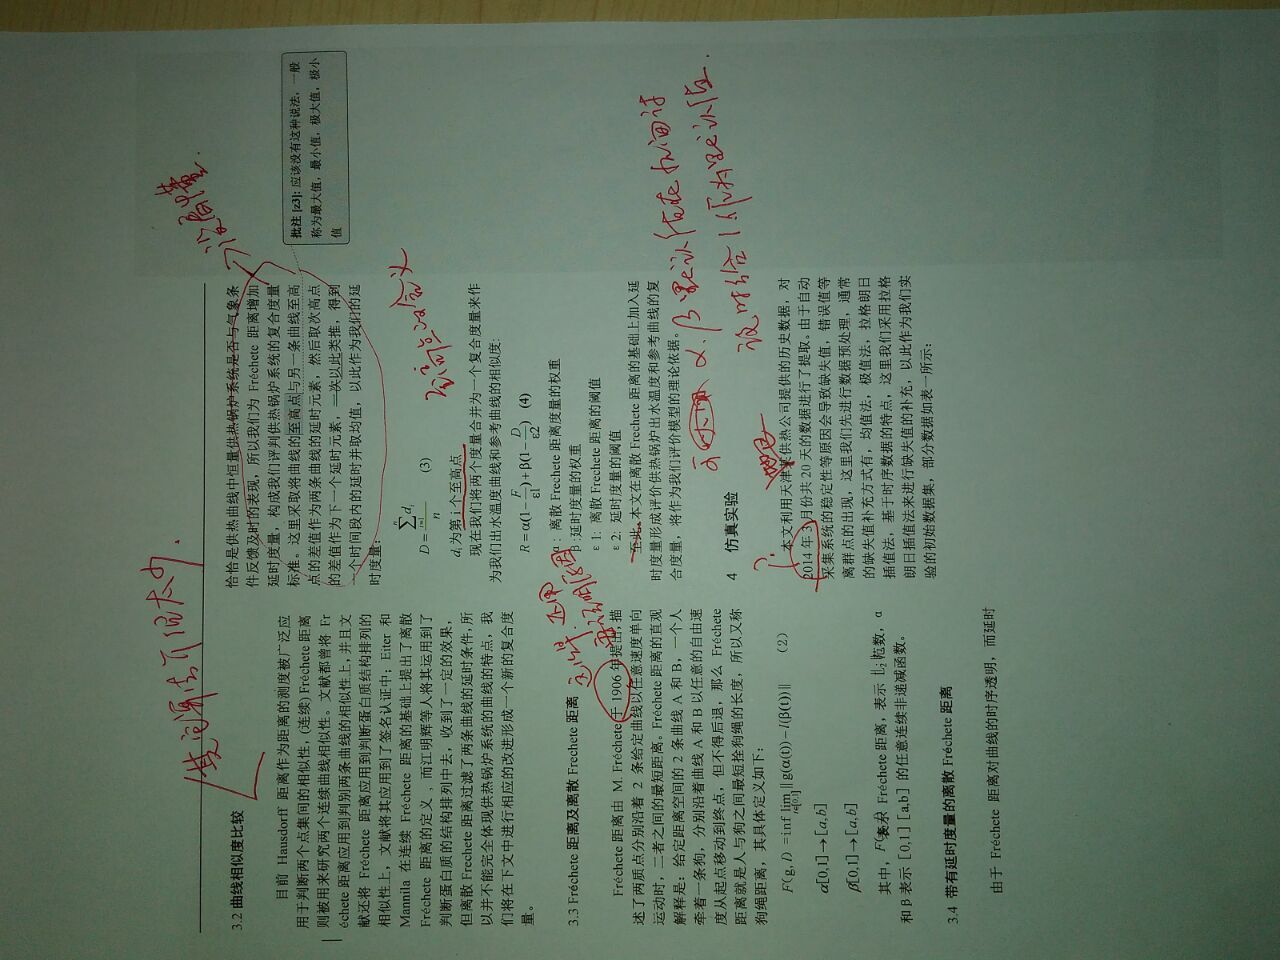 其它算法介绍太少.
3.2 曲线相似度比较
目前 Hausdorff 距离作为距离的测度被广泛应
用于判断两个点集间的相似性，(连续) Fréchete 距离
则被用来研究两个连续曲线相似性。文献都曾将 Fr
échete 距离应用到判别两条曲线的相似性上，并且文
献还将 Fréchete 距离应用到判断蛋白质结构排列的
相似性上，文献将其应用到了签名认证中；Eiter 和
Mannila 在连续 Fréchete 距离的基础上提出了离散
Fréchete 距离的定义，而江明辉等人将其运用到了
判断蛋白质的结构排列中去，收到了一定的效果，
但离散 Frechete 距离过滤了两条曲线的延时条件，所
以并不能完全体现供热锅炉系统的曲线的特点，我
们将在下文中进行相应的改进形成一个新的复合度
量。
这么早，还用
再证明原因
3.3 Fréchete 距离及离散 Frechete 距离
Fréchete 距离由 M. Fréchete 于 1906 年提出，描
述了两质点分别沿着 2 条给定曲线以任意速度单向
运动时，二者之间的最短距离。Fréchete 距离的直观
解释是：给定距离空间的 2 条曲线 A 和 B，一个人
牵着一条狗，分别沿着曲线 A 和 B 以任意的自由速
度从起点移动到终点，但不得后退，那么 Fréchete
距离就是人与狗之间最短拴狗绳的长度，所以又称
狗绳距离，其具体定义如下：
F(g, l) =inf lim t∈[0,1] ‖g(α(t))−l(β(t))‖ （2）
α[0,1]→[a,b]
β[0,1]→[a,b]
其中， 表示 Fréchete 距离，表示 范数，α
和 β 表示 [0,1] [a,b] 的任意连续非递减函数。
3.4 带有延时度量的离散 Fréchete 距离
由于 Fréchete 距离对曲线的时序透明，而延时
恰恰是供热曲线中恒量供热锅炉系统是否与气象条
件反馈及时的表现，所以我们为 Fréchete 距离增加
延时度量，构成我们评判供热锅炉系统的复合度量
标准。这里采取将曲线的至高点与另一条曲线至高
点的差值作为两条曲线的延时元素，然后取次高点
的差值作为下一个延时元素，一次以此类推，得到
一个时间段内的延时并取均值，以此作为我们的延
时度量：
没看懂.
批注 [z3]: 应该没有这种说法，一般
称为最大值，最小值，极大值，极小
值
D = ∑ i=1 n di / n (3)
至高点的含义
di 为第 i 个至高点
现在我们将两个度量合并为一个复合度量来作
为我们出水温度曲线和参考曲线的相似度:
R = α(1− F/ε1)+β(1− D/ε2) (4)
α：离散 Frechete 距离度量的权重
β:延时度量的权重
ε 1：离散 Frechete 距离的阈值
ε 2：延时度量的阈值
至此，本文在离散 Frechete 距离的基础上加入延
时度量形成评价供热锅炉出水温度和参考曲线的复
合度量，将作为我们评价模型的理论依据。
α、β默认值在加间讨
设时给1作为默认值.
4 仿真实验
?
本文利用天津某供热公司提供的历史数据，对
2014 年 3 月份共 20 天的数据进行了提取。由于自动
采集系统的稳定性等原因会导致缺失值，错误值等
离群点的出现，这里我们先进行数据预处理，通常
的缺失值补充方式有，均值法，极值法，拉格朗日
插值法，基于时序数据的特点，这里我们采用拉格
朗日插值法来进行缺失值的补充，以此作为我们实
验的初始数据集，部分数据如表一所示：